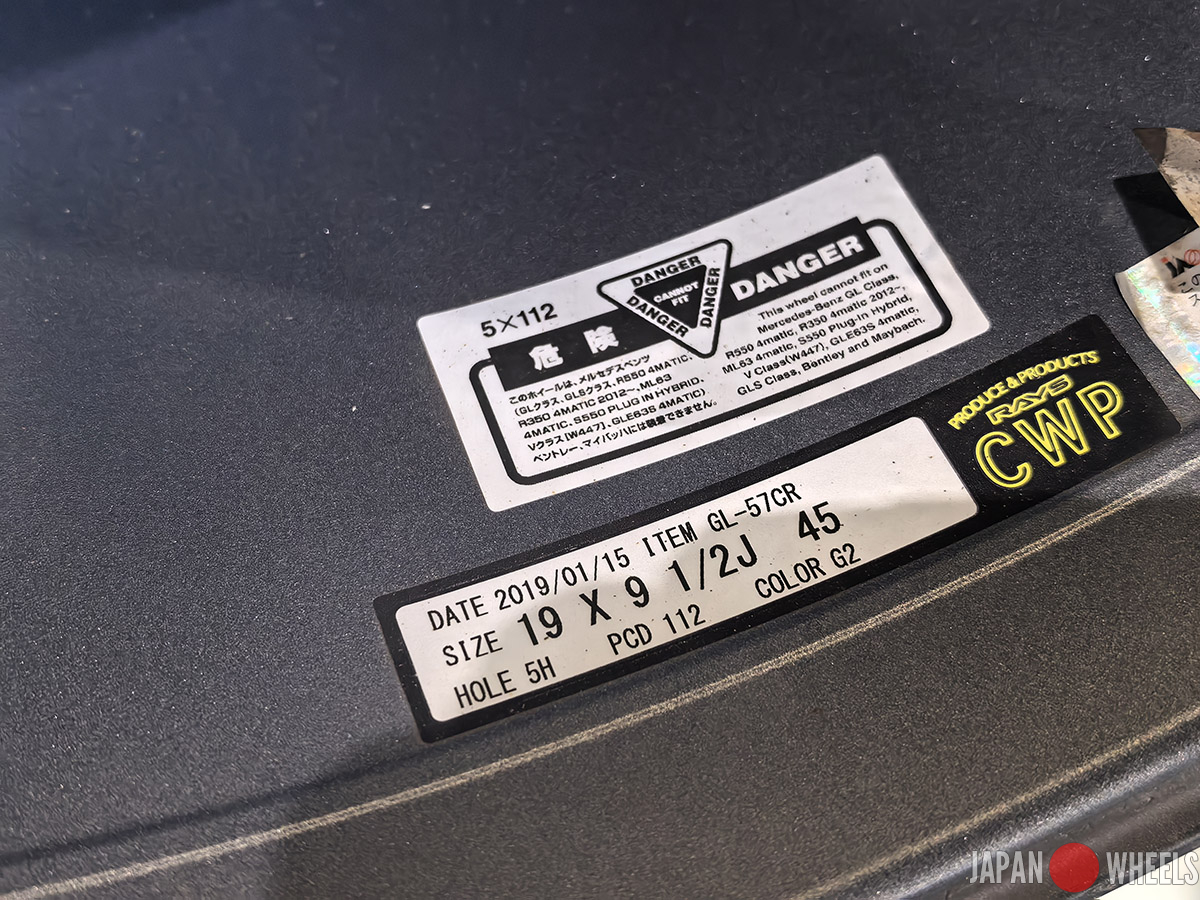 5×112
危険
DANGER
CANNOT
FIT
DANGER
DANGER
DANGER
このホイールは、メルセデスベンツ
(GLクラス、GLSクラス、R550 4MATIC、
R350 4MATIC 2012~、ML63
4MATIC、S550 PLUG IN HYBRID、
Vクラス[W447]、GLE63S 4MATIC)
ベントレー、マイバッハには装着できません。
This wheel cannot fit on
Mercedes-Benz GL Class,
R550 4matic, R350 4matic 2012~,
ML63 4matic, S550 Plug-in Hybrid,
V Class(W447), GLE63S 4matic,
GLS Class, Bentley and Maybach.
PRODUCE & PRODUCTS
RAYS
CWP
DATE 2019/01/15 ITEM GL-57CR
SIZE 19 X 9 1/2J 45
HOLE 5H PCD 112 COLOR G2
JAPAN WHEELS